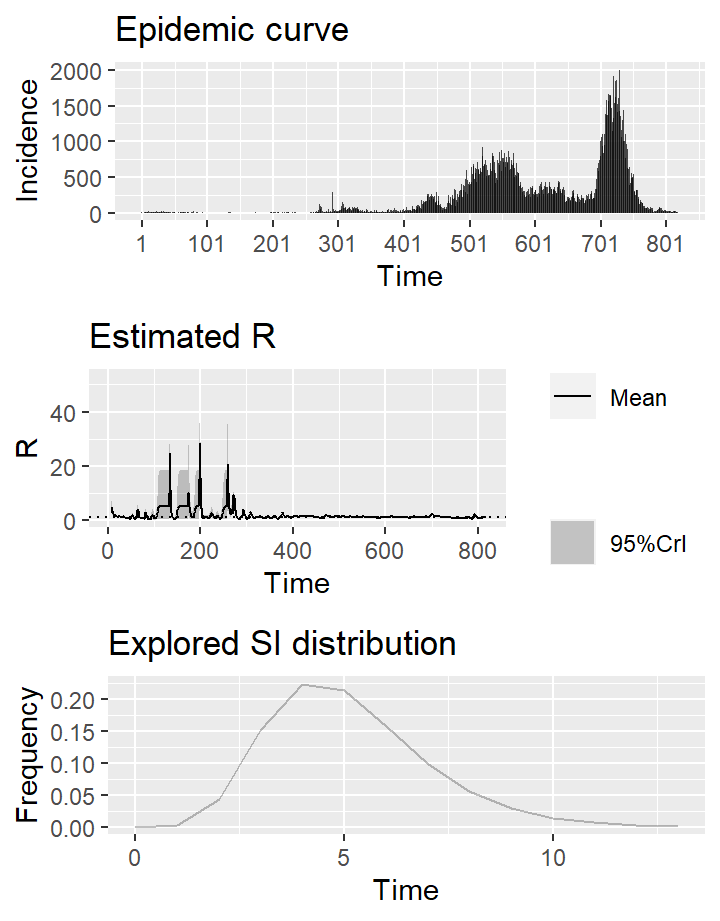 Epidemic curve
2000
1500
1000
500
0
Incidence
1 101 201 301 401 501 601 701 801
Time
Estimated R
40
20
0
R
0 200 400 600 800
Time
Mean
95%CrI
Explored SI distribution
0.20
0.15
0.10
0.05
0.00
Frequency
0 5 10
Time